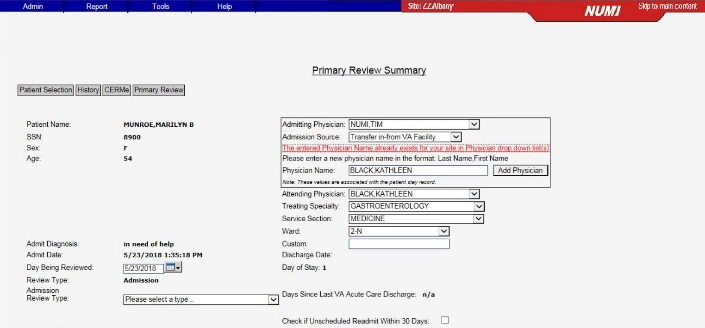 Admin Report Tools Help Site: ZZAlbany NUMI Skip to main content
Primary Review Summary
Patient Selection History CERMe Primary Review
Patient Name: MUNROE,MARILYN B
SSN: 8900
Sex: F
Age: 54
Admitting Physician: NUMI,TIM
Admission Source: Transfer in-from VA Facility
The entered Physician Name already exists for your site in Physician drop down list(s)
Please enter a new physician name in the format: Last Name,First Name
Physician Name: BLACK,KATHLEEN Add Physician
Note: These values are associated with the patient stay record.
Attending Physician: BLACK,KATHLEEN
Treating Specialty: GASTROENTEROLOGY
Service Section: MEDICINE
Ward: 2-N
Admit Diagnosis: in need of help Custom:
Admit Date: 5/23/2018 1:35:18 PM Discharge Date:
Day Being Reviewed: 5/23/2018 Day of Stay: 1
Review Type: Admission
Admission
Review Type: Please select a type... Days Since Last VA Acute Care Discharge: n/a
Check if Unscheduled Readmit Within 30 Days: